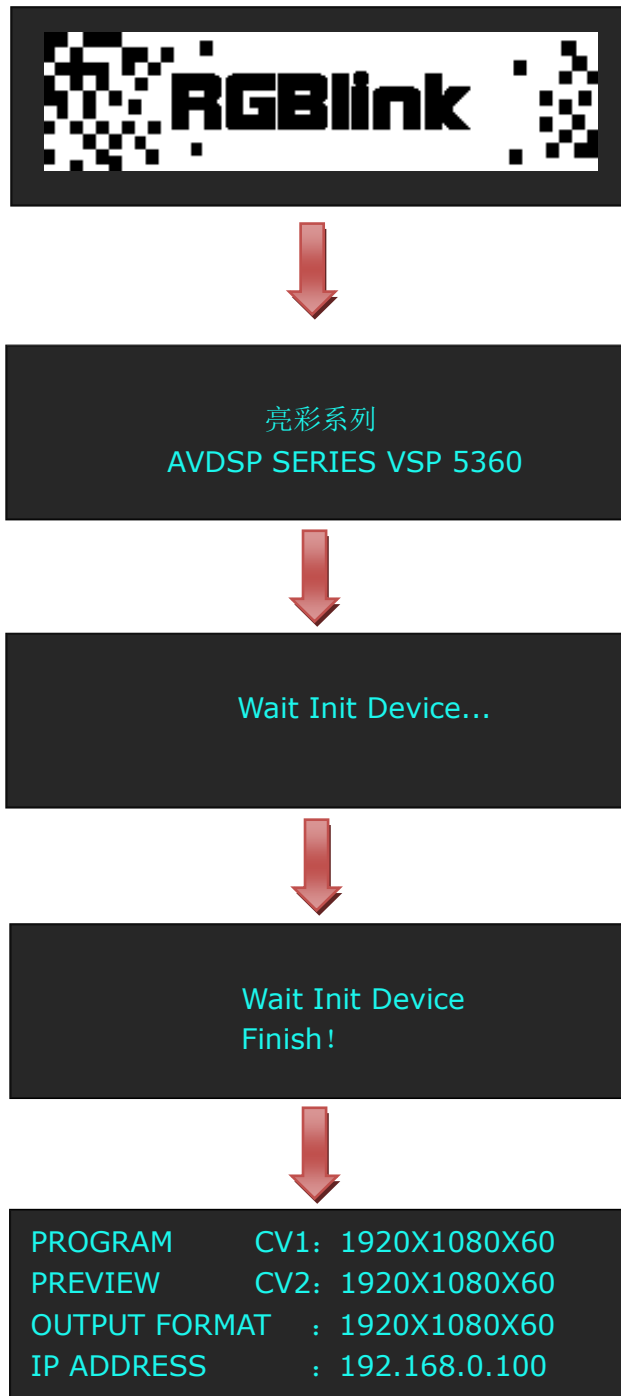 RGBlink
亮彩系列
AVDSP SERIES VSP 5360
Wait Init Device...
Wait Init Device
Finish！
PROGRAM CV1：1920X1080X60
PREVIEW CV2：1920X1080X60
OUTPUT FORMAT ：1920X1080X60
IP ADDRESS ：192.168.0.100